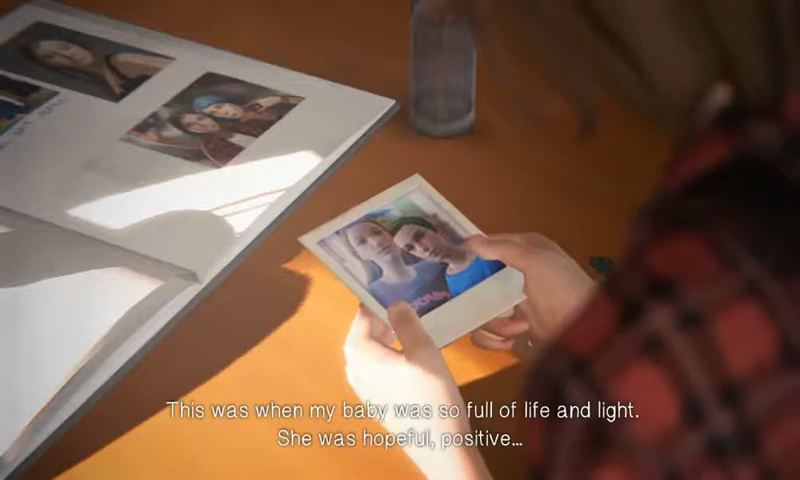 This was when my baby was so full of life and light.
She was hopeful, positive...